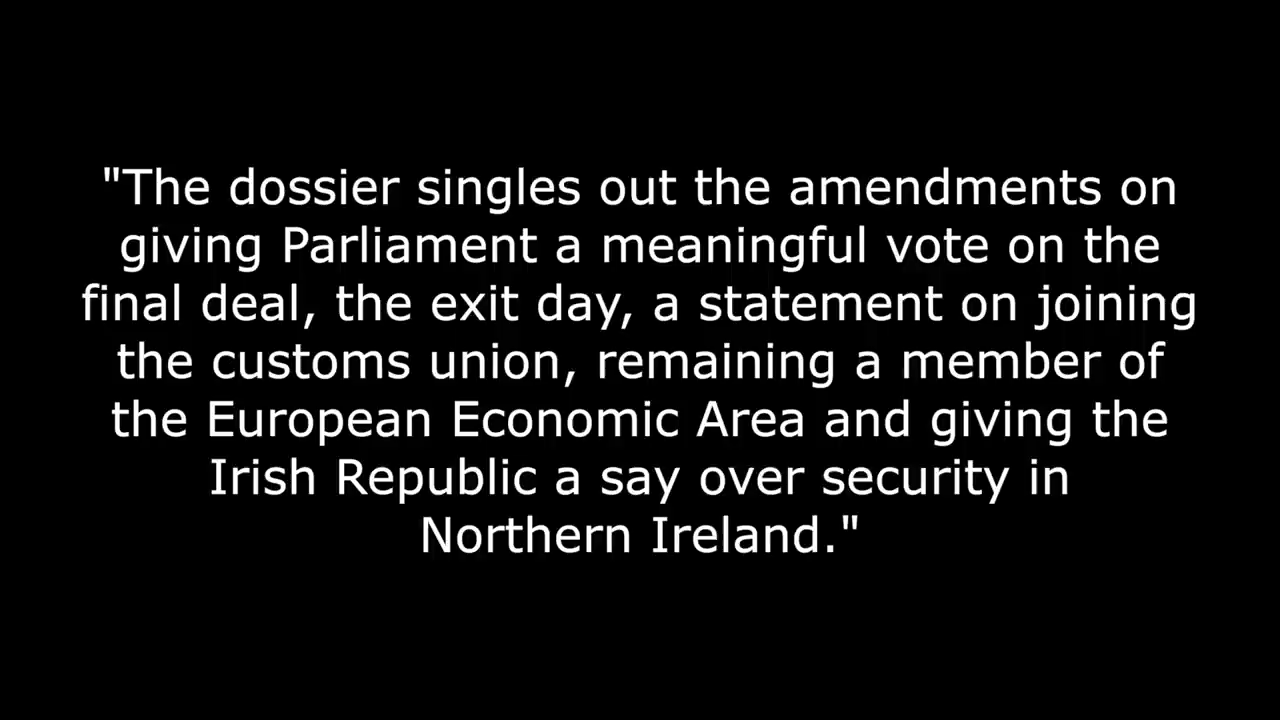 "The dossier singles out the amendments on
giving Parliament a meaningful vote on the
final deal, the exit day, a statement on joining
the customs union, remaining a member of
the European Economic Area and giving the
Irish Republic a say over security in
Northern Ireland."